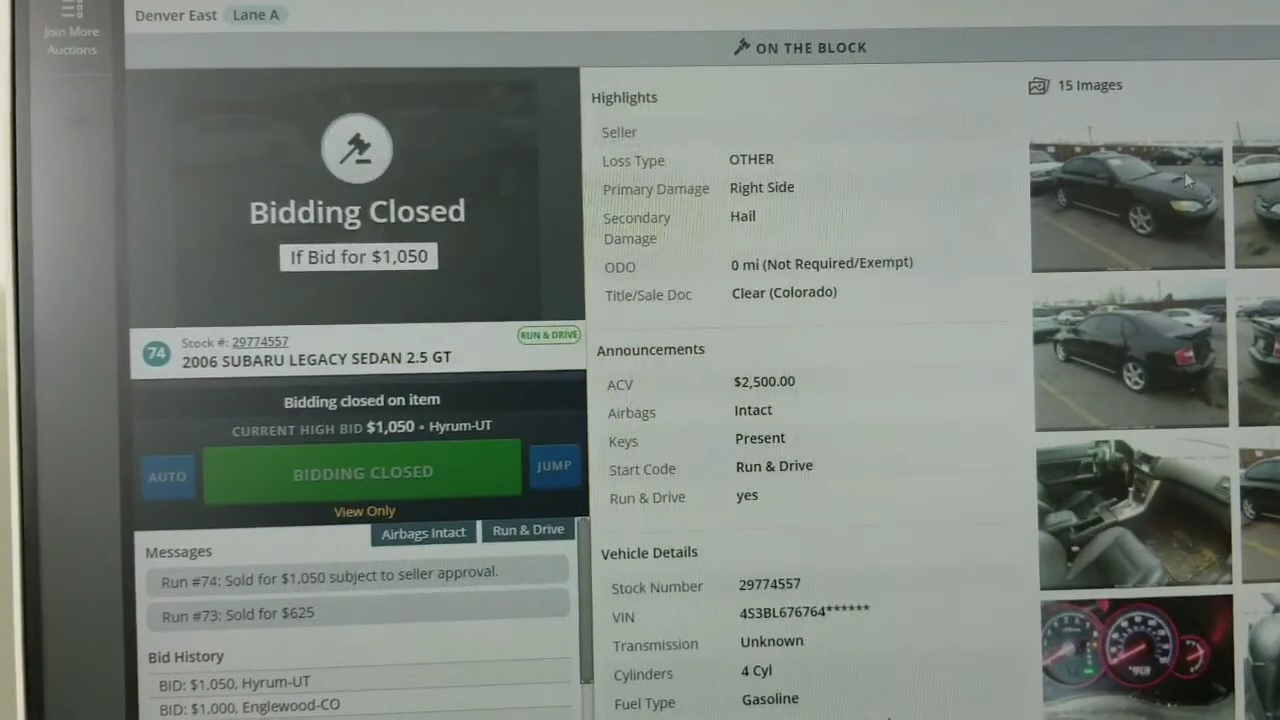 Join More
Auctions
Denver East Lane A
ON THE BLOCK
Bidding Closed
If Bid for $1,050
74
Stock #: 29774557
RUN & DRIVE
2006 SUBARU LEGACY SEDAN 2.5 GT
Bidding closed on item
CURRENT HIGH BID $1,050 • Hyrum-UT
AUTO
BIDDING CLOSED
JUMP
View Only
Airbags Intact
Run & Drive
Messages
Run #74: Sold for $1,050 subject to seller approval.
Run #73: Sold for $625
Bid History
BID: $1,050, Hyrum-UT
BID: $1,000, Englewood-CO
Highlights
Seller
Loss Type OTHER
Primary Damage Right Side
Secondary Hail
Damage
ODO 0 mi (Not Required/Exempt)
Title/Sale Doc Clear (Colorado)
Announcements
ACV $2,500.00
Airbags Intact
Keys Present
Start Code Run & Drive
Run & Drive yes
Vehicle Details
Stock Number 29774557
VIN 4S3BL676764******
Transmission Unknown
Cylinders 4 Cyl
Fuel Type Gasoline
15 Images